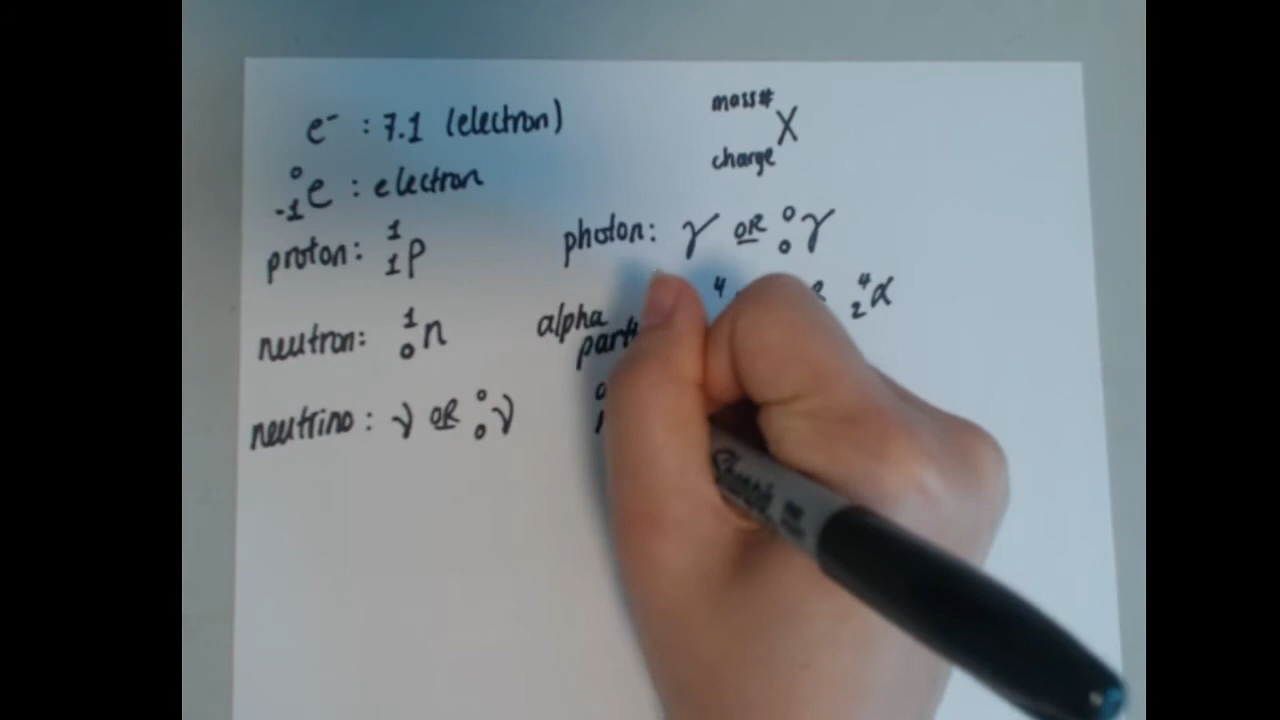 e⁻ : 7.1 (electron)
mass#
X
charge
⁰₋₁e : electron
proton: ¹₁p
photon: γ OR ⁰₀γ
neutron: ¹₀n
alpha
⁴₂α
neutrino: ν OR ⁰₀ν
Sharpie